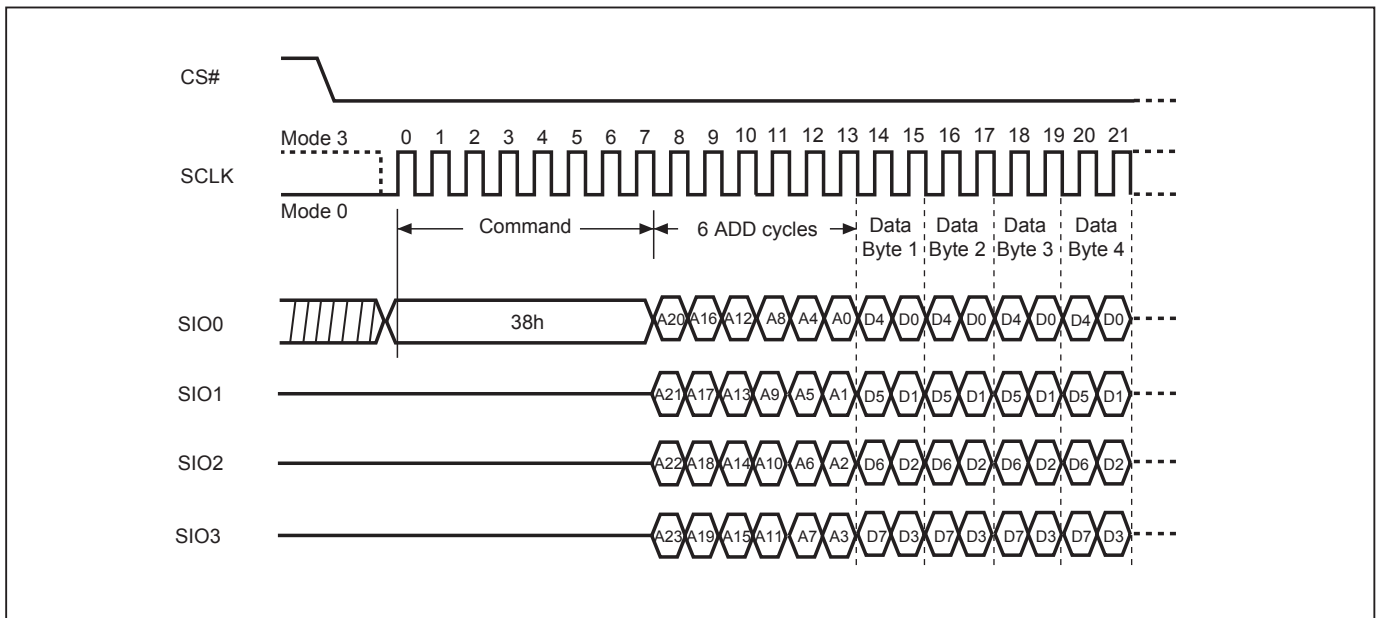 CS#
Mode 3
0 1 2 3 4 5 6 7 8 9 10 11 12 13 14 15 16 17 18 19 20 21
SCLK
Mode 0
Command
6 ADD cycles
Data Byte 1
Data Byte 2
Data Byte 3
Data Byte 4
SIO0
38h
A20 A16 A12 A8 A4 A0 D4 D0 D4 D0 D4 D0 D4 D0
SIO1
A21 A17 A13 A9 A5 A1 D5 D1 D5 D1 D5 D1 D5 D1
SIO2
A22 A18 A14 A10 A6 A2 D6 D2 D6 D2 D6 D2 D6 D2
SIO3
A23 A19 A15 A11 A7 A3 D7 D3 D7 D3 D7 D3 D7 D3